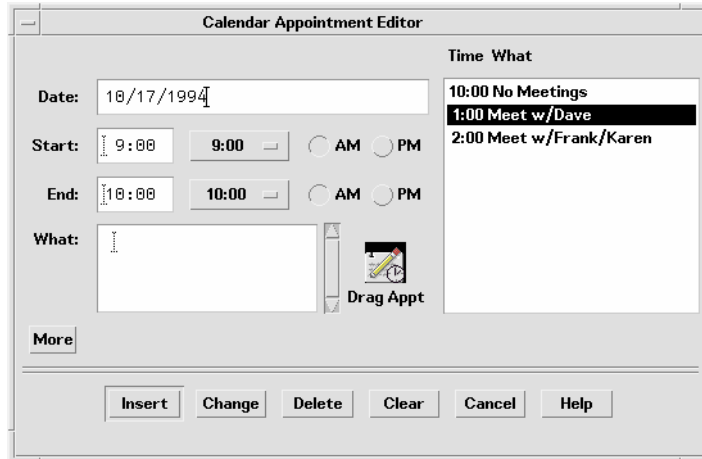 Calendar Appointment Editor
Time What
Date: 10/17/1994
10:00 No Meetings
1:00 Meet w/Dave
2:00 Meet w/Frank/Karen
Start: 9:00 9:00 AM PM
End: 10:00 10:00 AM PM
What:
1
Drag Appt
More
Insert Change Delete Clear Cancel Help